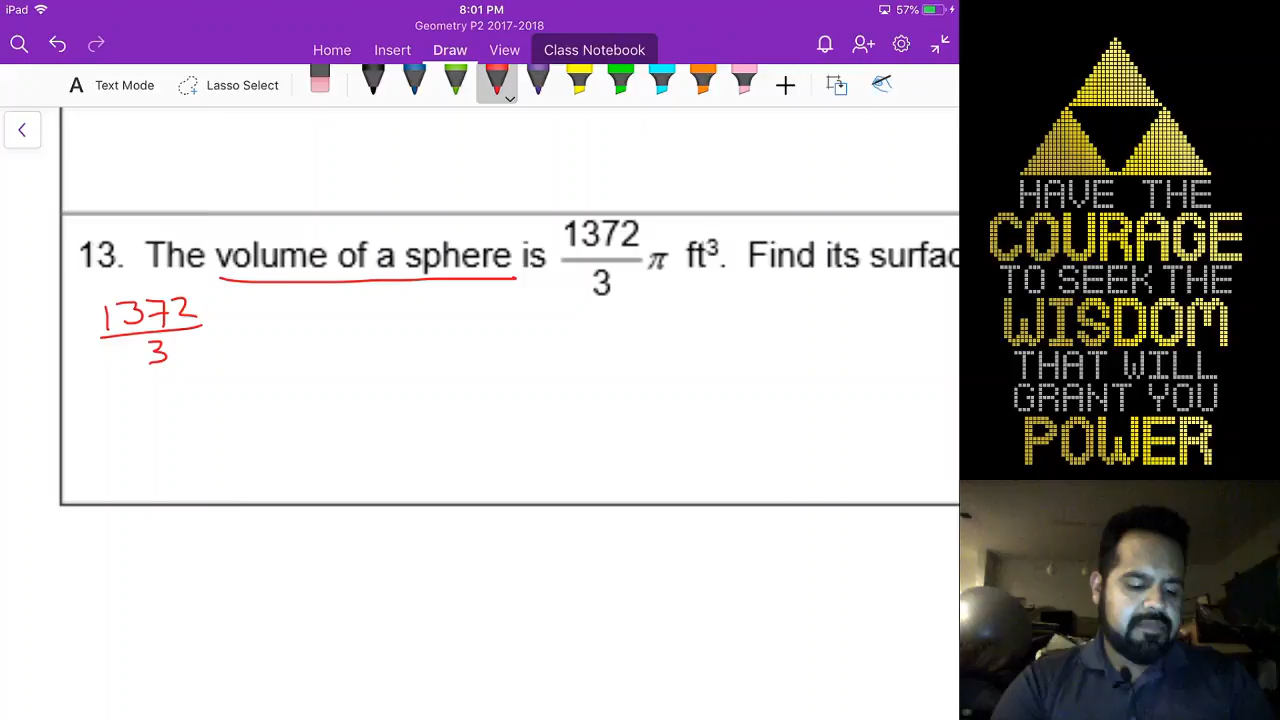 iPad 8:01 PM 57%
Geometry P2 2017-2018
Home Insert Draw View Class Notebook
A Text Mode Lasso Select
13. The volume of a sphere is 1372/3 π ft³. Find its surfac
1372
3
HAVE THE
COURAGE
TO SEEK THE
WISDOM
THAT WILL
GRANT YOU
POWER